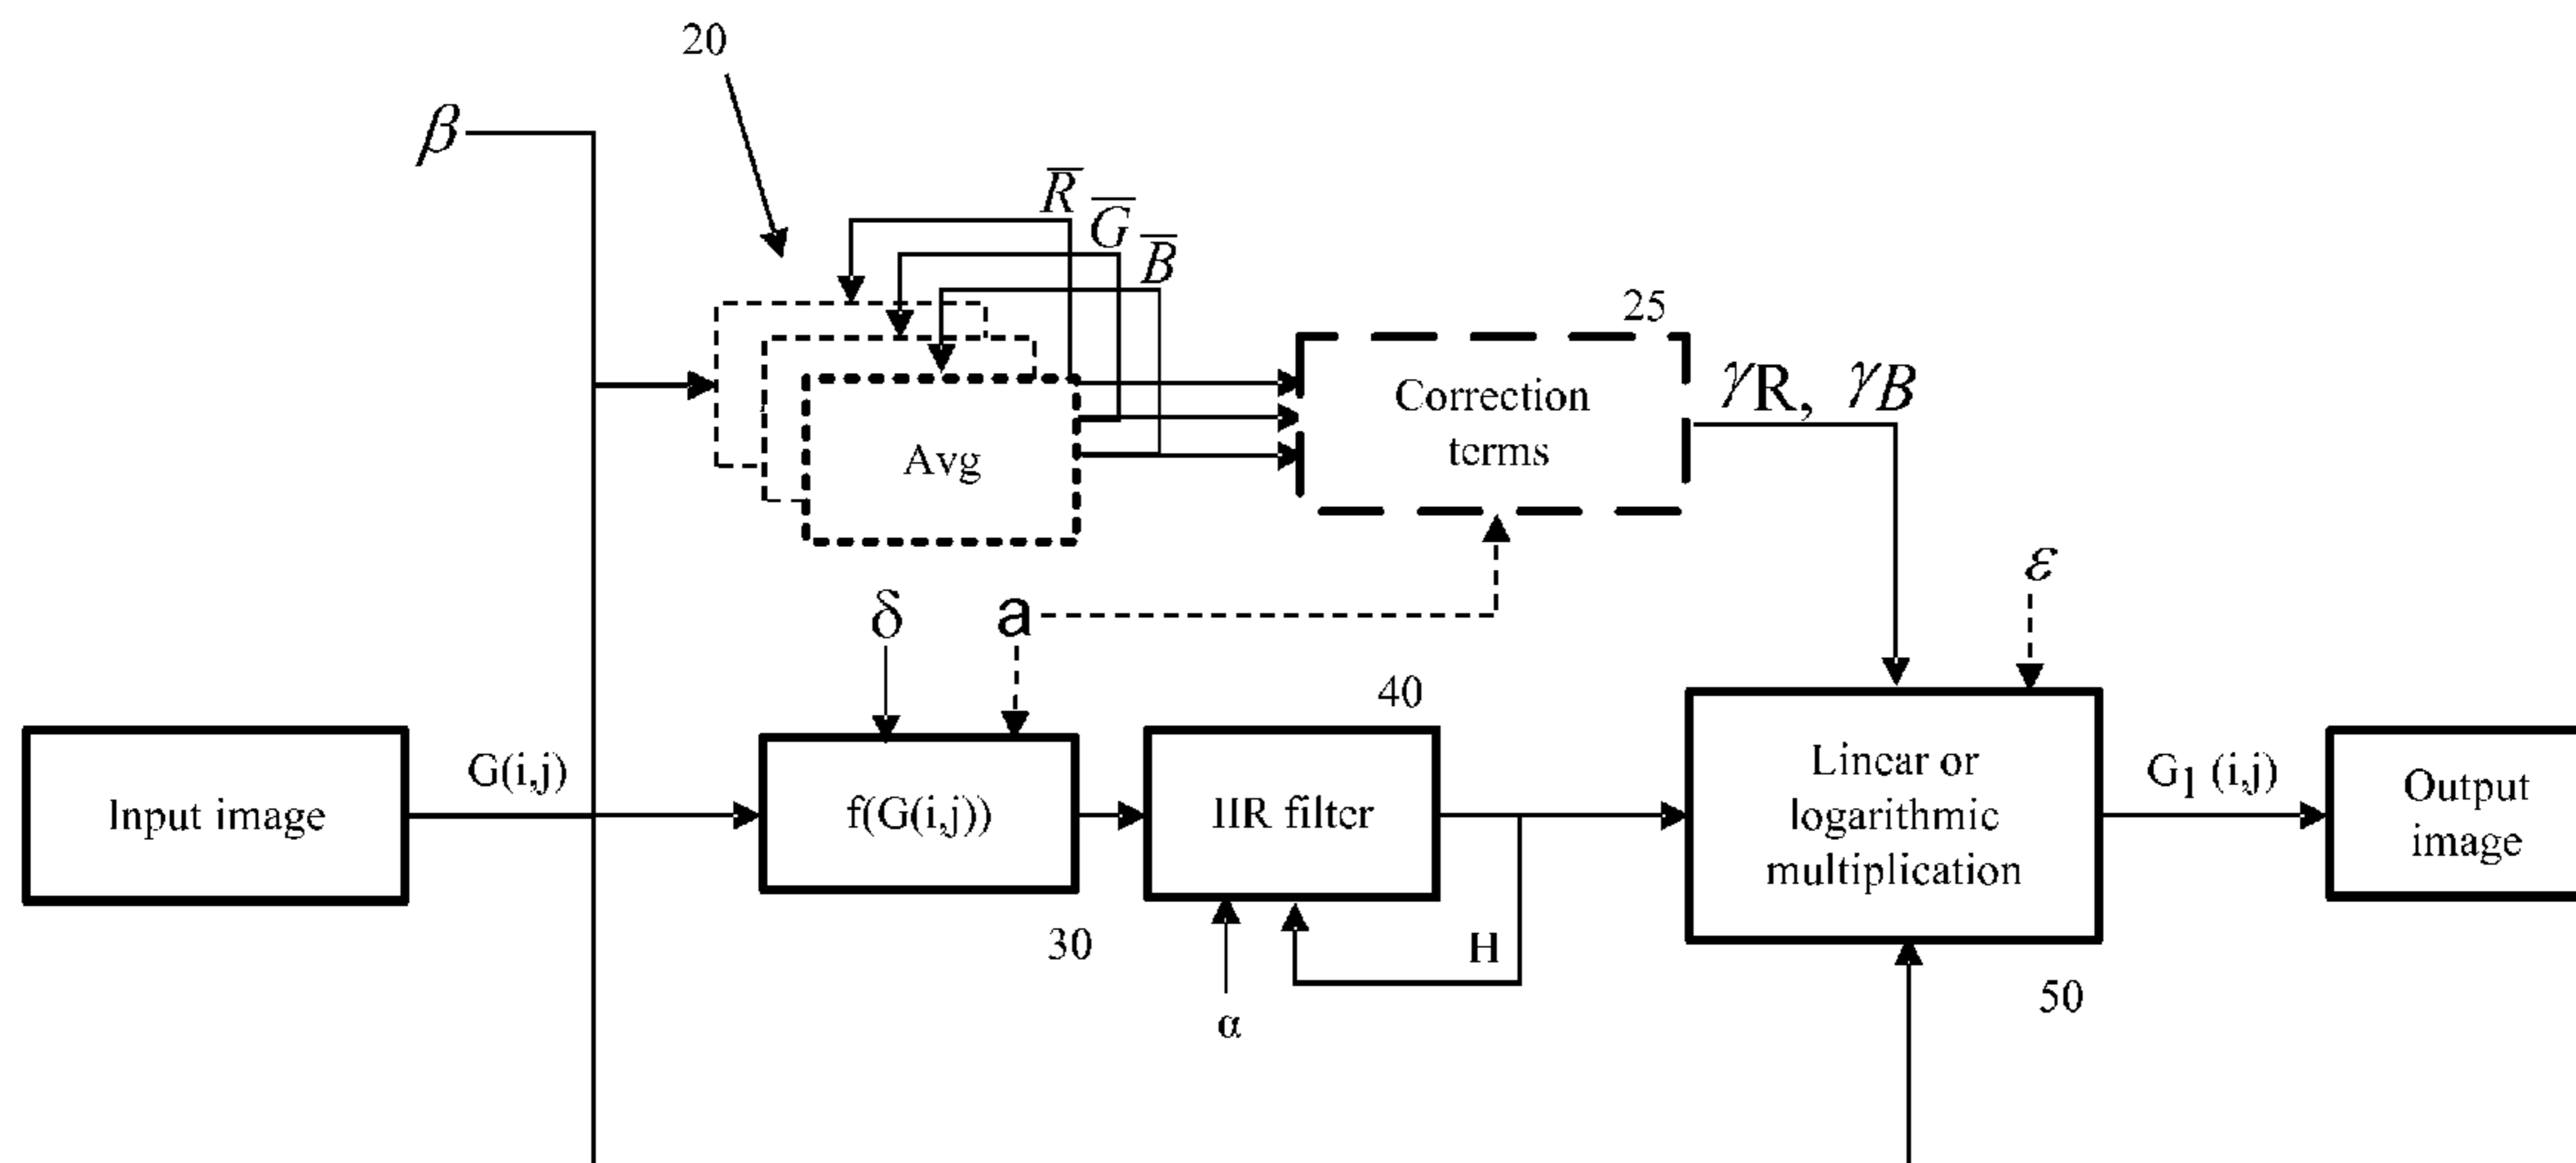 20
β
R̅
G̅
B̅
25
Avg
Correction
terms
γR, γB
δ
a
ε
40
Input image
G(i,j)
f(G(i,j))
IIR filter
Linear or
logarithmic
multiplication
G1 (i,j)
Output
image
30
H
α
50